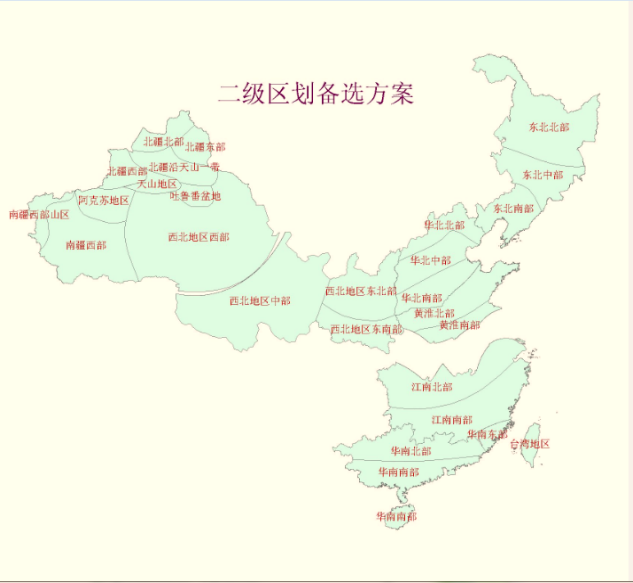 二级区划备选方案
东北北部
北疆北部
北疆东部
北疆西部
北疆沿天山一带
东北中部
天山地区
吐鲁番盆地
阿克苏地区
东北南部
南疆西部山区
华北北部
西北地区西部
南疆西部
华北中部
西北地区东北部
华北南部
西北地区中部
黄淮北部
西北地区东南部
黄淮南部
江南北部
江南南部
华南东部
台湾地区
华南北部
华南南部
华南南部